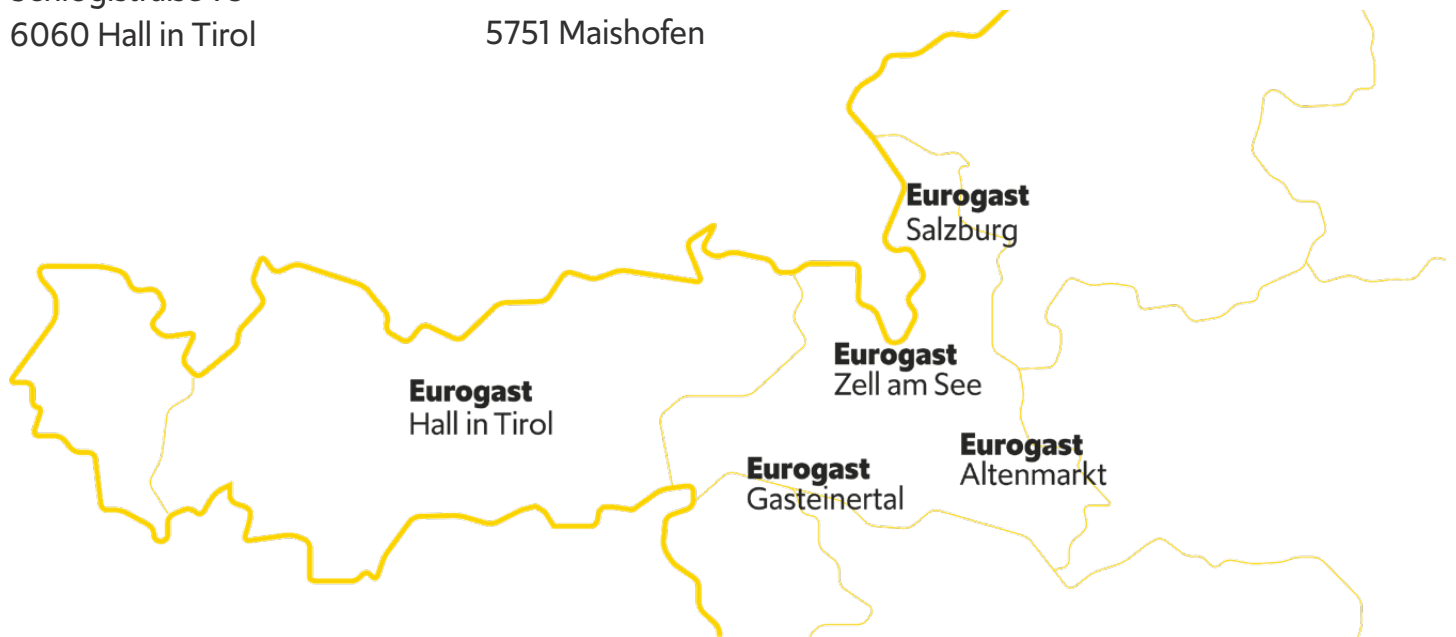 6060 Hall in Tirol
5751 Maishofen
Eurogast
Salzburg
Eurogast
Zell am See
Eurogast
Hall in Tirol
Eurogast
Altenmarkt
Eurogast
Gasteinertal